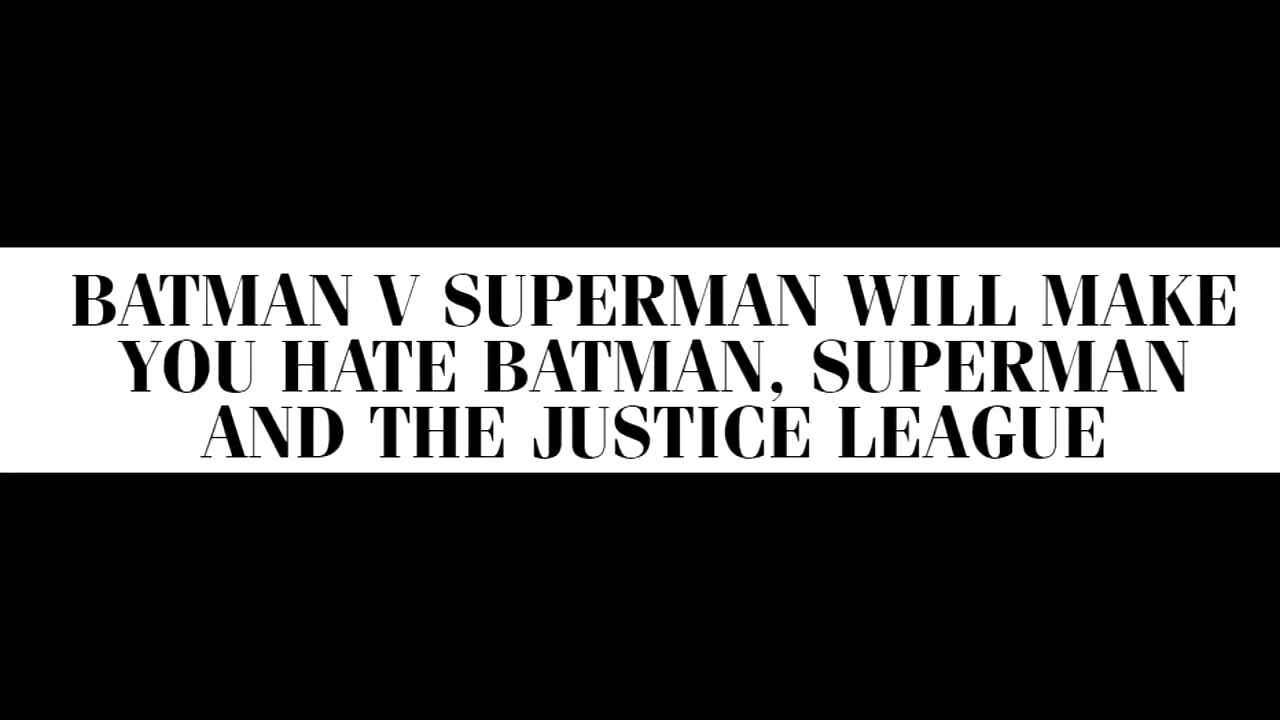 BATMAN V SUPERMAN WILL MAKE
YOU HATE BATMAN, SUPERMAN
AND THE JUSTICE LEAGUE